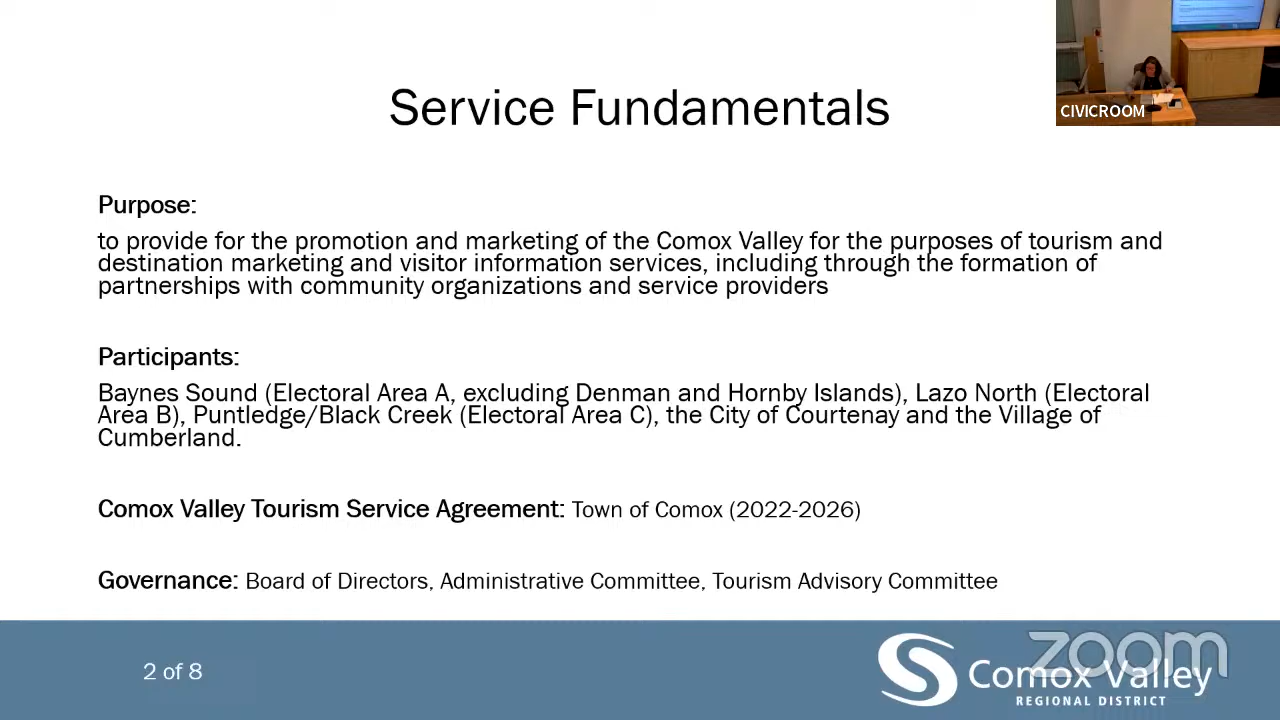 Service Fundamentals
CIVICROOM
Purpose:
to provide for the promotion and marketing of the Comox Valley for the purposes of tourism and
destination marketing and visitor information services, including through the formation of
partnerships with community organizations and service providers
Participants:
Baynes Sound (Electoral Area A, excluding Denman and Hornby Islands), Lazo North (Electoral
Area B), Puntledge/Black Creek (Electoral Area C), the City of Courtenay and the Village of
Cumberland.
Comox Valley Tourism Service Agreement: Town of Comox (2022-2026)
Governance: Board of Directors, Administrative Committee, Tourism Advisory Committee
2 of 8
zoom
Comox Valley
REGIONAL DISTRICT